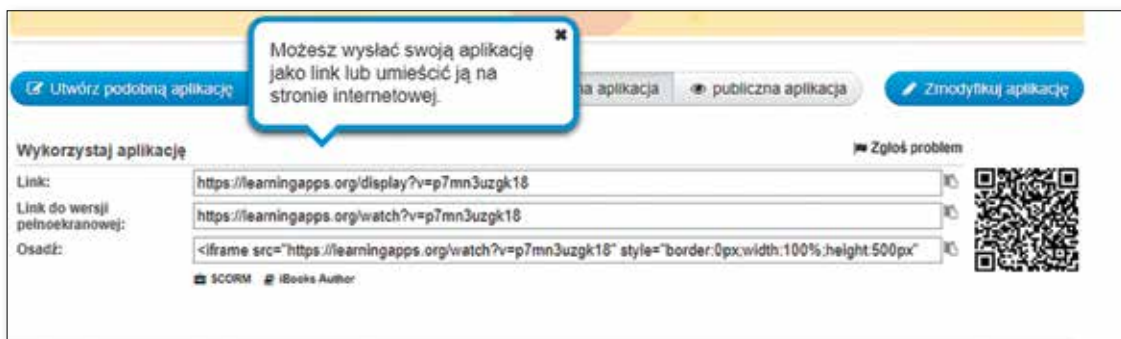 Możesz wysłać swoją aplikację
jako link lub umieścić ją na
stronie internetowej.
Utwórz podobną aplikację
aplikacja
publiczna aplikacja
Zmodyfikuj aplikację
Wykorzystaj aplikację
Zgłoś problem
Link:
https://learningapps.org/display?v=p7mn3uzgk18
Link do wersji
pełnoekranowej:
https://learningapps.org/watch?v=p7mn3uzgk18
Osadź:
<iframe src="https://learningapps.org/watch?v=p7mn3uzgk18" style="border:0px;width:100%;height:500px"
SCORM
iBooks Author